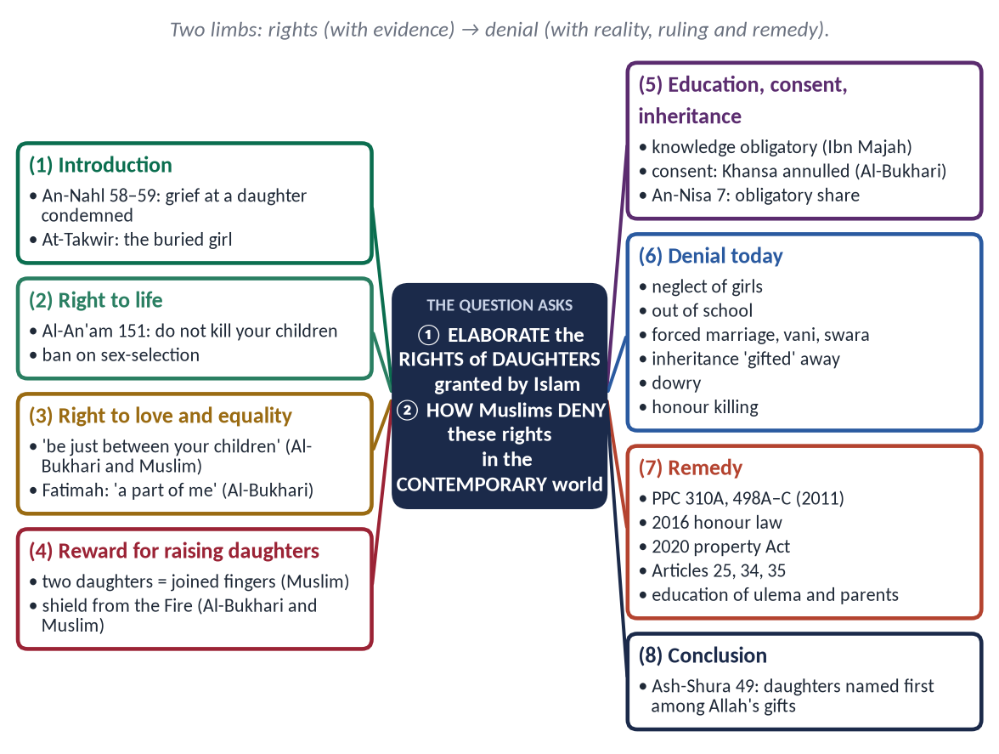 Two limbs: rights (with evidence) → denial (with reality, ruling and remedy).
(1) Introduction
• An-Nahl 58–59: grief at a daughter
condemned
• At-Takwir: the buried girl
(2) Right to life
• Al-An'am 151: do not kill your children
• ban on sex-selection
(3) Right to love and equality
• 'be just between your children' (Al-
Bukhari and Muslim)
• Fatimah: 'a part of me' (Al-Bukhari)
(4) Reward for raising daughters
• two daughters = joined fingers (Muslim)
• shield from the Fire (Al-Bukhari and
Muslim)
THE QUESTION ASKS
① ELABORATE the
RIGHTS of DAUGHTERS
granted by Islam
② HOW Muslims DENY
these rights
in the
CONTEMPORARY world
(5) Education, consent,
inheritance
• knowledge obligatory (Ibn Majah)
• consent: Khansa annulled (Al-Bukhari)
• An-Nisa 7: obligatory share
(6) Denial today
• neglect of girls
• out of school
• forced marriage, vani, swara
• inheritance 'gifted' away
• dowry
• honour killing
(7) Remedy
• PPC 310A, 498A–C (2011)
• 2016 honour law
• 2020 property Act
• Articles 25, 34, 35
• education of ulema and parents
(8) Conclusion
• Ash-Shura 49: daughters named first
among Allah's gifts